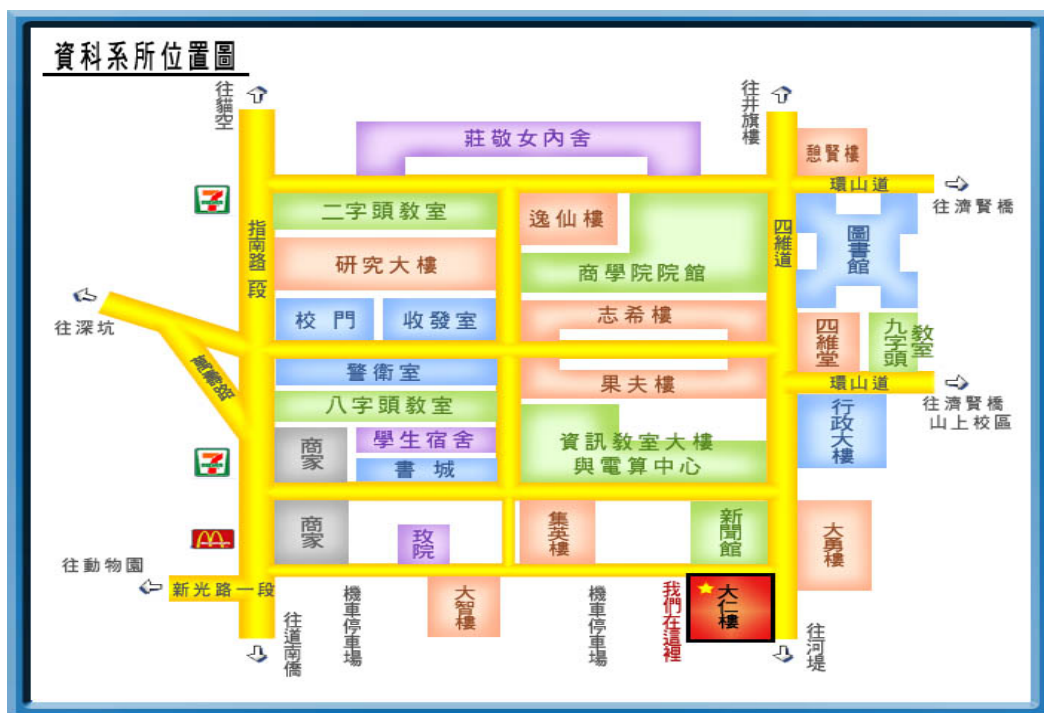 資科系所位置圖
往貓空
往井旗樓
莊敬女內舍
憩賢樓
環山道
往濟賢橋
7
二字頭教室
逸仙樓
商學院院館
指南路二段
四維道
圖書館
研究大樓
校門
收發室
志希樓
四維堂
九字頭
教室
往深坑
萬壽路
警衛室
果夫樓
環山道
往濟賢橋
山上校區
八字頭教室
行政大樓
商家
學生宿舍
書城
資訊教室大樓
與電算中心
7
商家
玫院
集英樓
新聞館
大勇樓
往動物園
新光路一段
往道南僑
機車停車場
大智樓
機車停車場
我們在這裡
大仁樓
往河堤